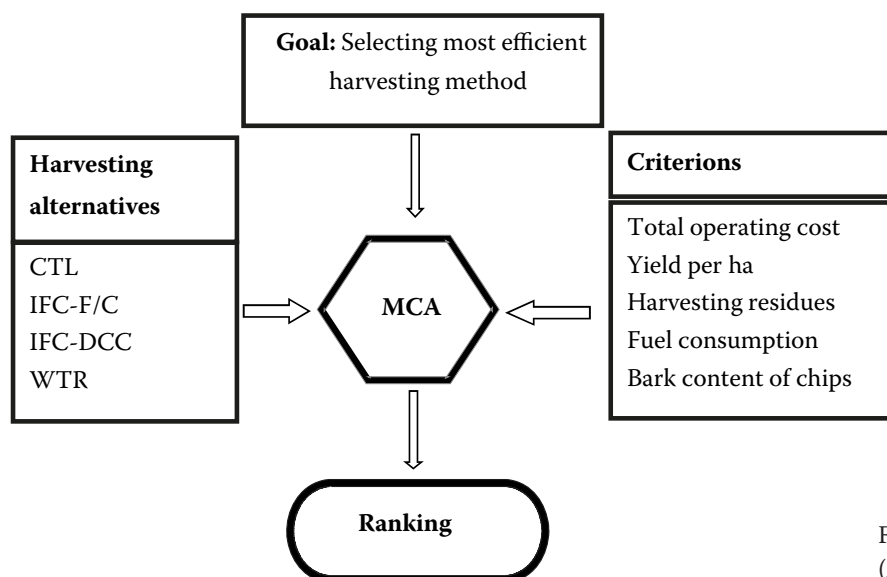 Goal: Selecting most efficient
harvesting method
Harvesting
alternatives
CTL
IFC-F/C
IFC-DCC
WTR
MCA
Criterions
Total operating cost
Yield per ha
Harvesting residues
Fuel consumption
Bark content of chips
Ranking
F
(